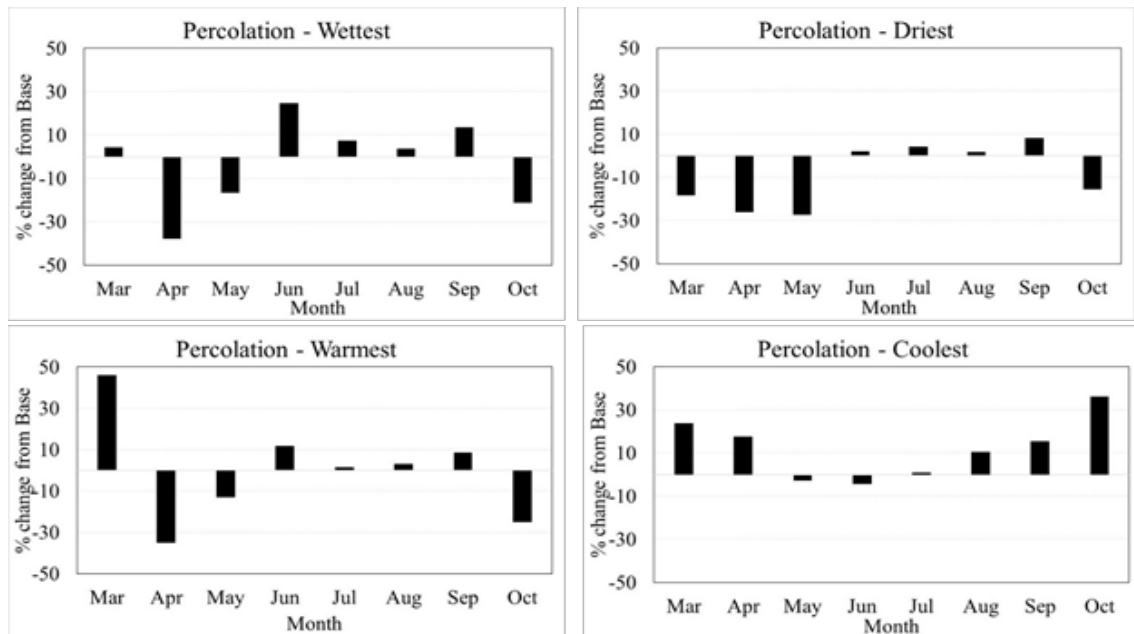 Percolation - Wettest
% change from Base
50
30
10
-10
-30
-50
Mar Apr May Jun Jul Aug Sep Oct
Month
Percolation - Driest
% change from Base
50
30
10
-10
-30
-50
Mar Apr May Jun Jul Aug Sep Oct
Month
Percolation - Warmest
% change from Base
50
30
10
-10
-30
-50
Mar Apr May Jun Jul Aug Sep Oct
Month
Percolation - Coolest
% change from Base
50
30
10
-10
-30
-50
Mar Apr May Jun Jul Aug Sep Oct
Month